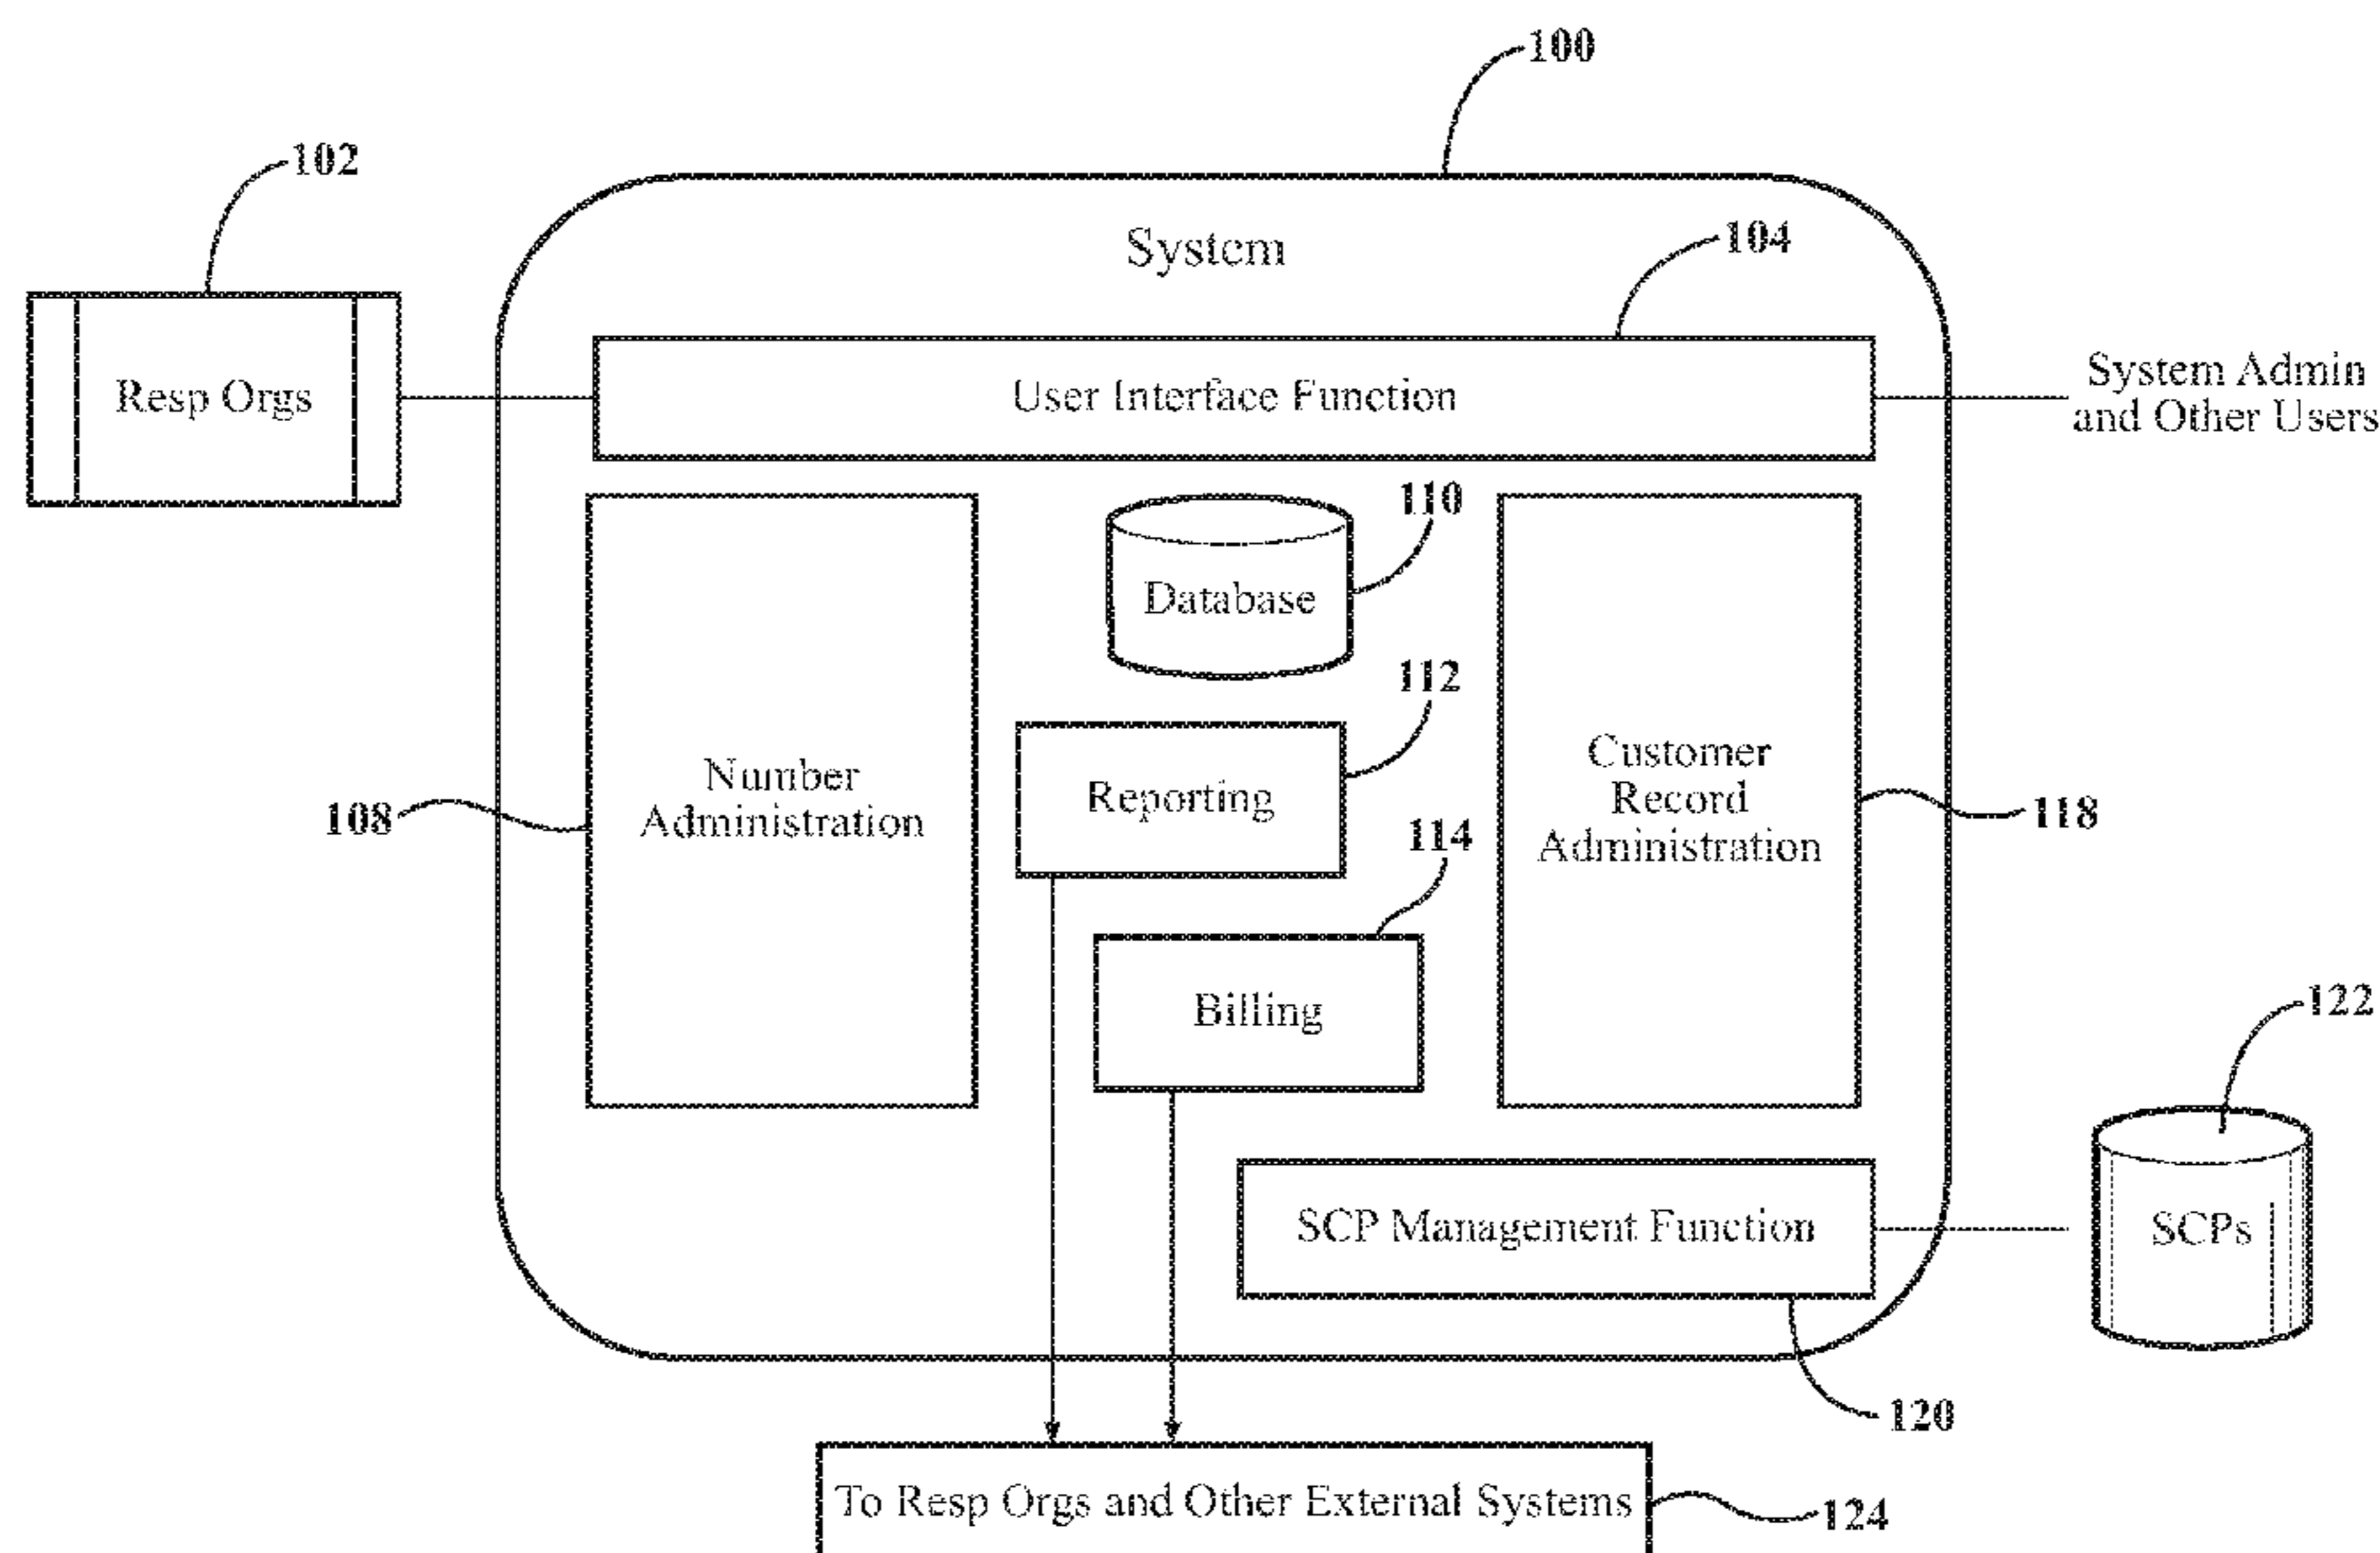 100
102
System
104
Resp Orgs
User Interface Function
System Admin
and Other Users
110
Database
112
Number
Administration
108
Reporting
Customer
Record
Administration
118
114
Billing
122
SCP Management Function
SCPs
120
To Resp Orgs and Other External Systems
124